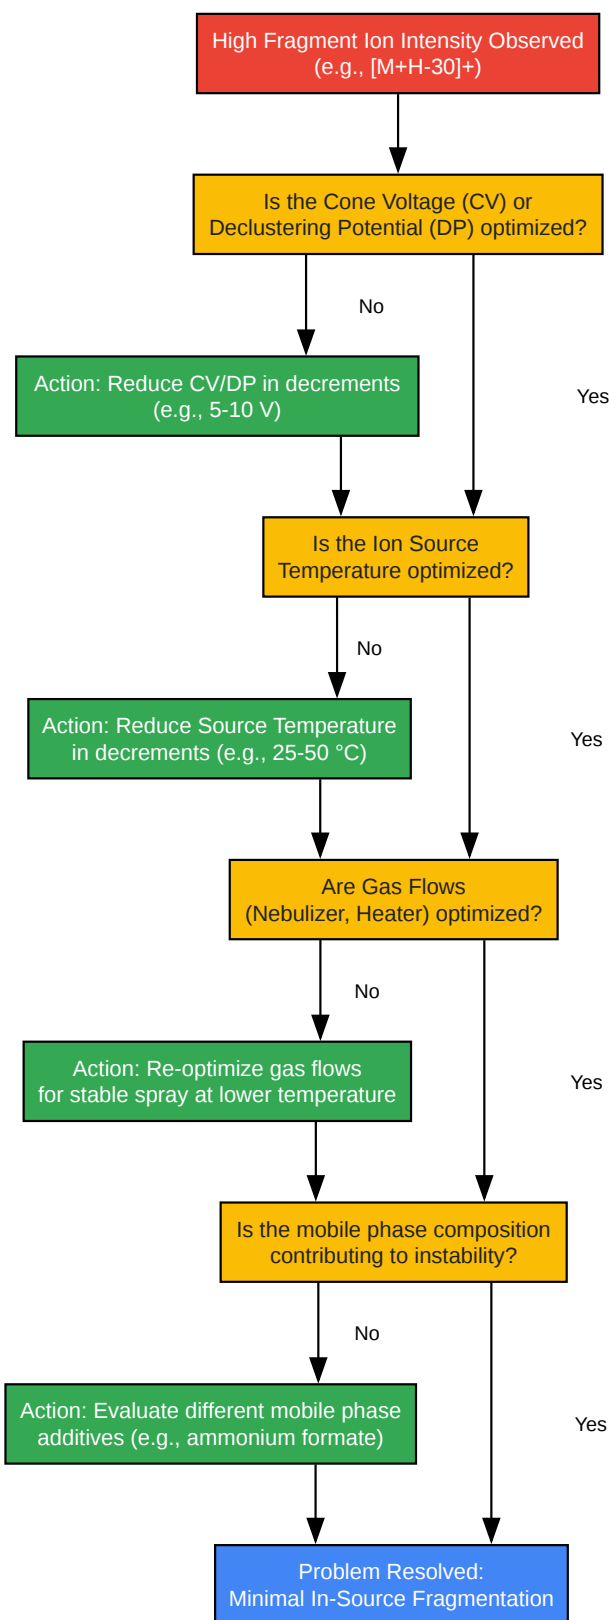 High Fragment Ion Intensity Observed
(e.g., [M+H-30]+)
Is the Cone Voltage (CV) or
Declustering Potential (DP) optimized?
No
Action: Reduce CV/DP in decrements
(e.g., 5-10 V)
Yes
Is the Ion Source
Temperature optimized?
No
Action: Reduce Source Temperature
in decrements (e.g., 25-50 °C)
Yes
Are Gas Flows
(Nebulizer, Heater) optimized?
No
Action: Re-optimize gas flows
for stable spray at lower temperature
Yes
Is the mobile phase composition
contributing to instability?
No
Action: Evaluate different mobile phase
additives (e.g., ammonium formate)
Yes
Problem Resolved:
Minimal In-Source Fragmentation